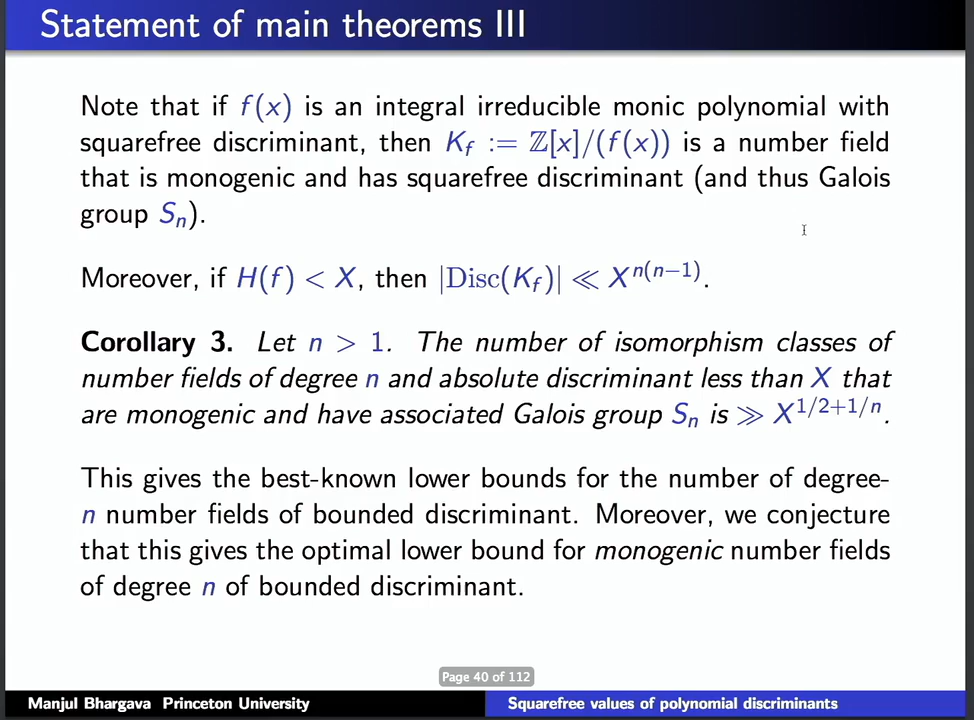 Statement of main theorems III
Note that if f(x) is an integral irreducible monic polynomial with
squarefree discriminant, then K_f := ℤ[x]/(f(x)) is a number field
that is monogenic and has squarefree discriminant (and thus Galois
group S_n).
Moreover, if H(f) < X, then |Disc(K_f)| ≪ X^{n(n−1)}.
Corollary 3. Let n > 1. The number of isomorphism classes of
number fields of degree n and absolute discriminant less than X that
are monogenic and have associated Galois group S_n is ≫ X^{1/2+1/n}.
This gives the best-known lower bounds for the number of degree-
n number fields of bounded discriminant. Moreover, we conjecture
that this gives the optimal lower bound for monogenic number fields
of degree n of bounded discriminant.
Page 40 of 112
Manjul Bhargava Princeton University
Squarefree values of polynomial discriminants